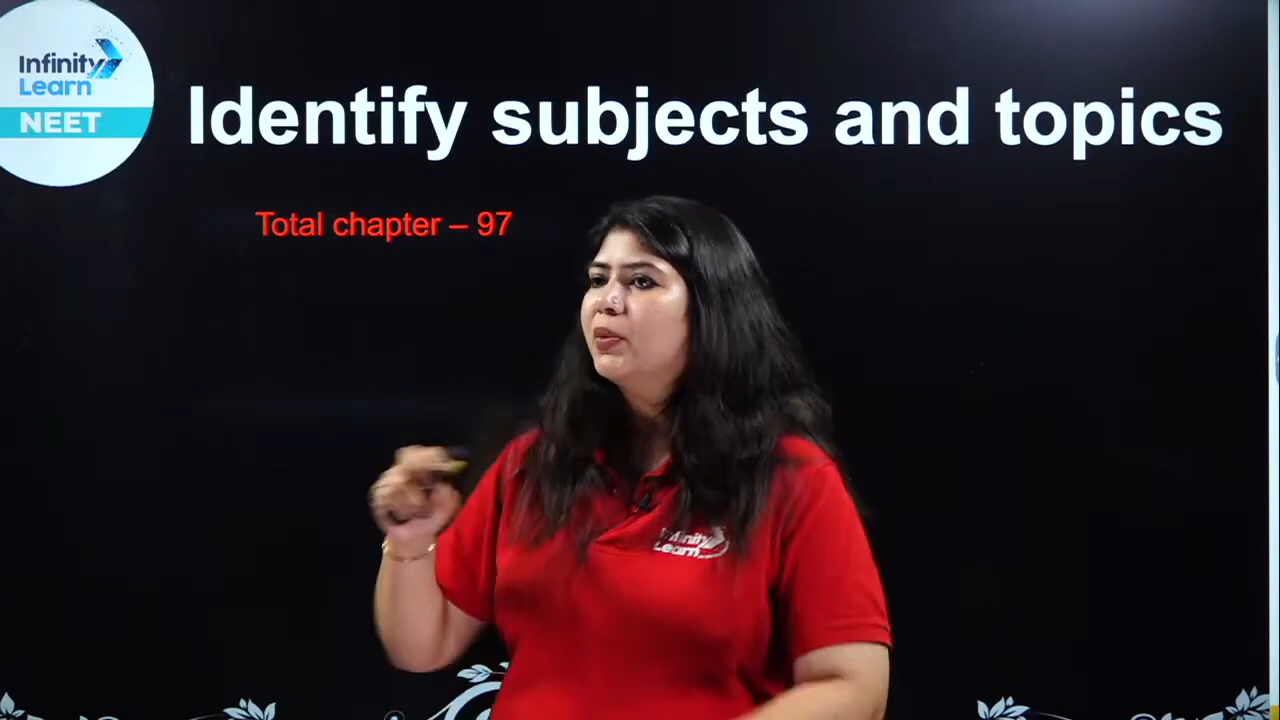 Infinity
Learn
NEET
Identify subjects and topics
Total chapter – 97
Infinity
Learn